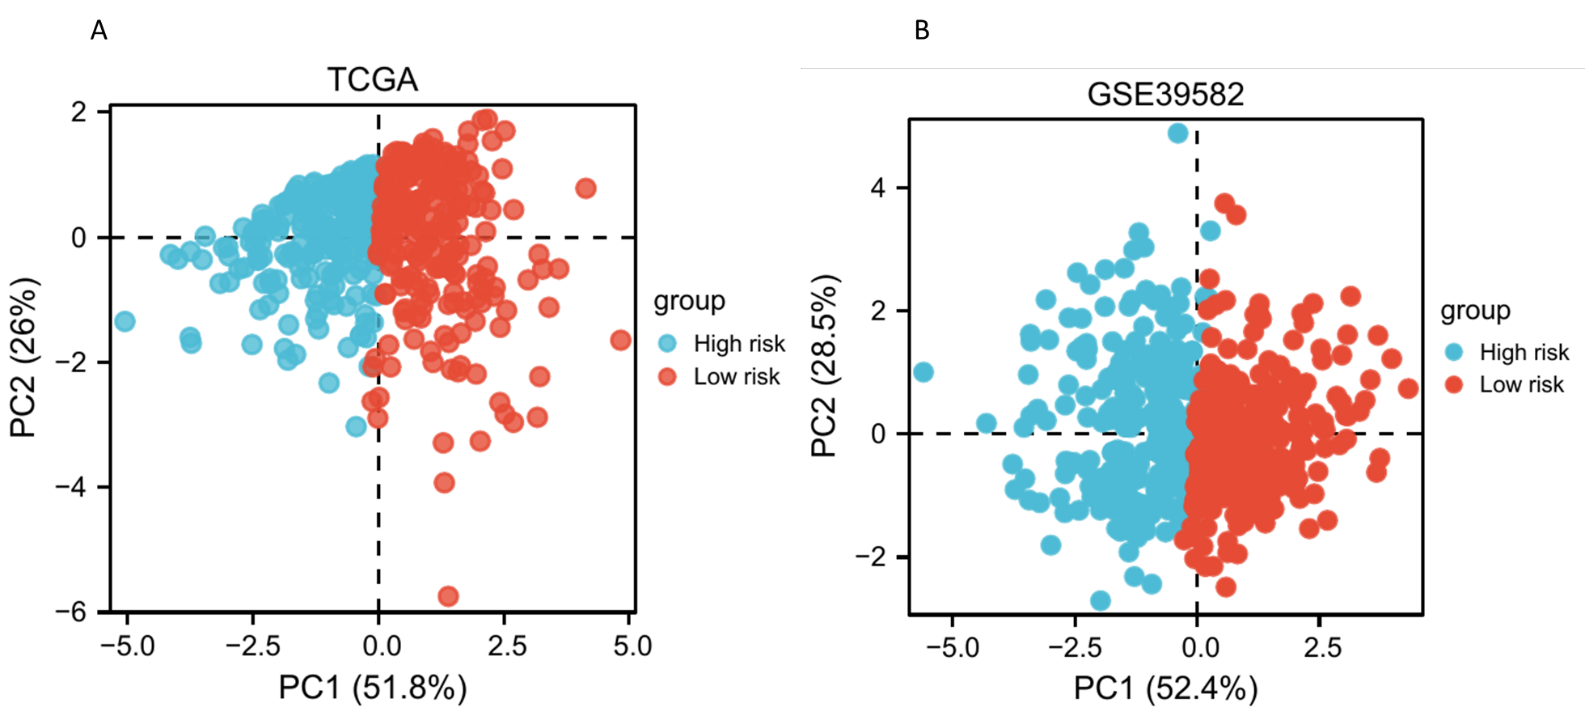 A
TCGA
2
0
−2
−4
−6
PC2 (26%)
−5.0
−2.5
0.0
2.5
5.0
PC1 (51.8%)
group
High risk
Low risk
B
GSE39582
4
2
0
−2
PC2 (28.5%)
−5.0
−2.5
0.0
2.5
PC1 (52.4%)
group
High risk
Low risk